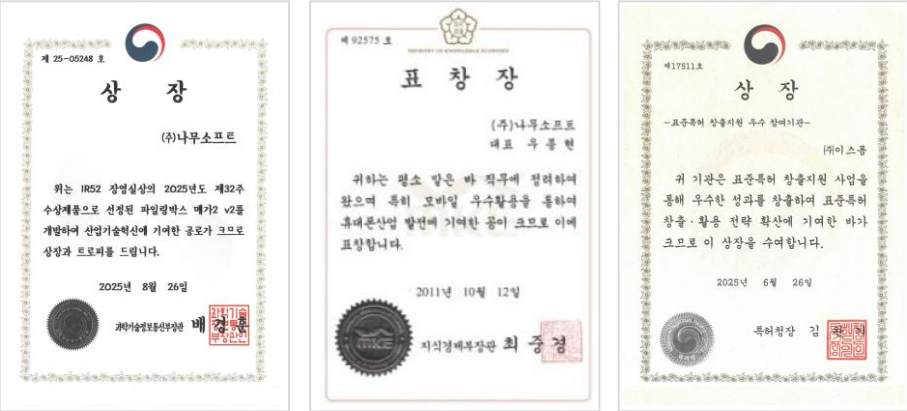 제 25-05248 호
상 장
(주)나무소프트
위는 IR52 장영실상의 2025년도 제32주
수상제품으로 선정된 파일링박스 메가2 v2를
개발하여 산업기술혁신에 기여한 공로가 크므로
상장과 트로피를 드립니다.
2025년 8월 26일
과학기술정보통신부장관 배 경 훈
제 92575 호
MINISTRY OF KNOWLEDGE ECONOMY
표 창 장
(주)나무소프트
대표 우 종 현
귀하는 평소 맡은 바 직무에 정려하여
왔으며 특히 모바일 우수활용을 통하여
휴대폰산업 발전에 기여한 공이 크므로 이에
표창합니다.
2011년 10월 12일
MKE
지식경제부장관 최 중 경
제17511호
상 장
-표준특허 창출지원 우수 참여기관-
㈜이스톰
귀 기관은 표준특허 창출지원 사업을
통해 우수한 성과를 창출하여 표준특허
창출·활용 전략 확산에 기여한 바가
크므로 이 상장을 수여합니다.
2025년 6월 26일
특허청장 김